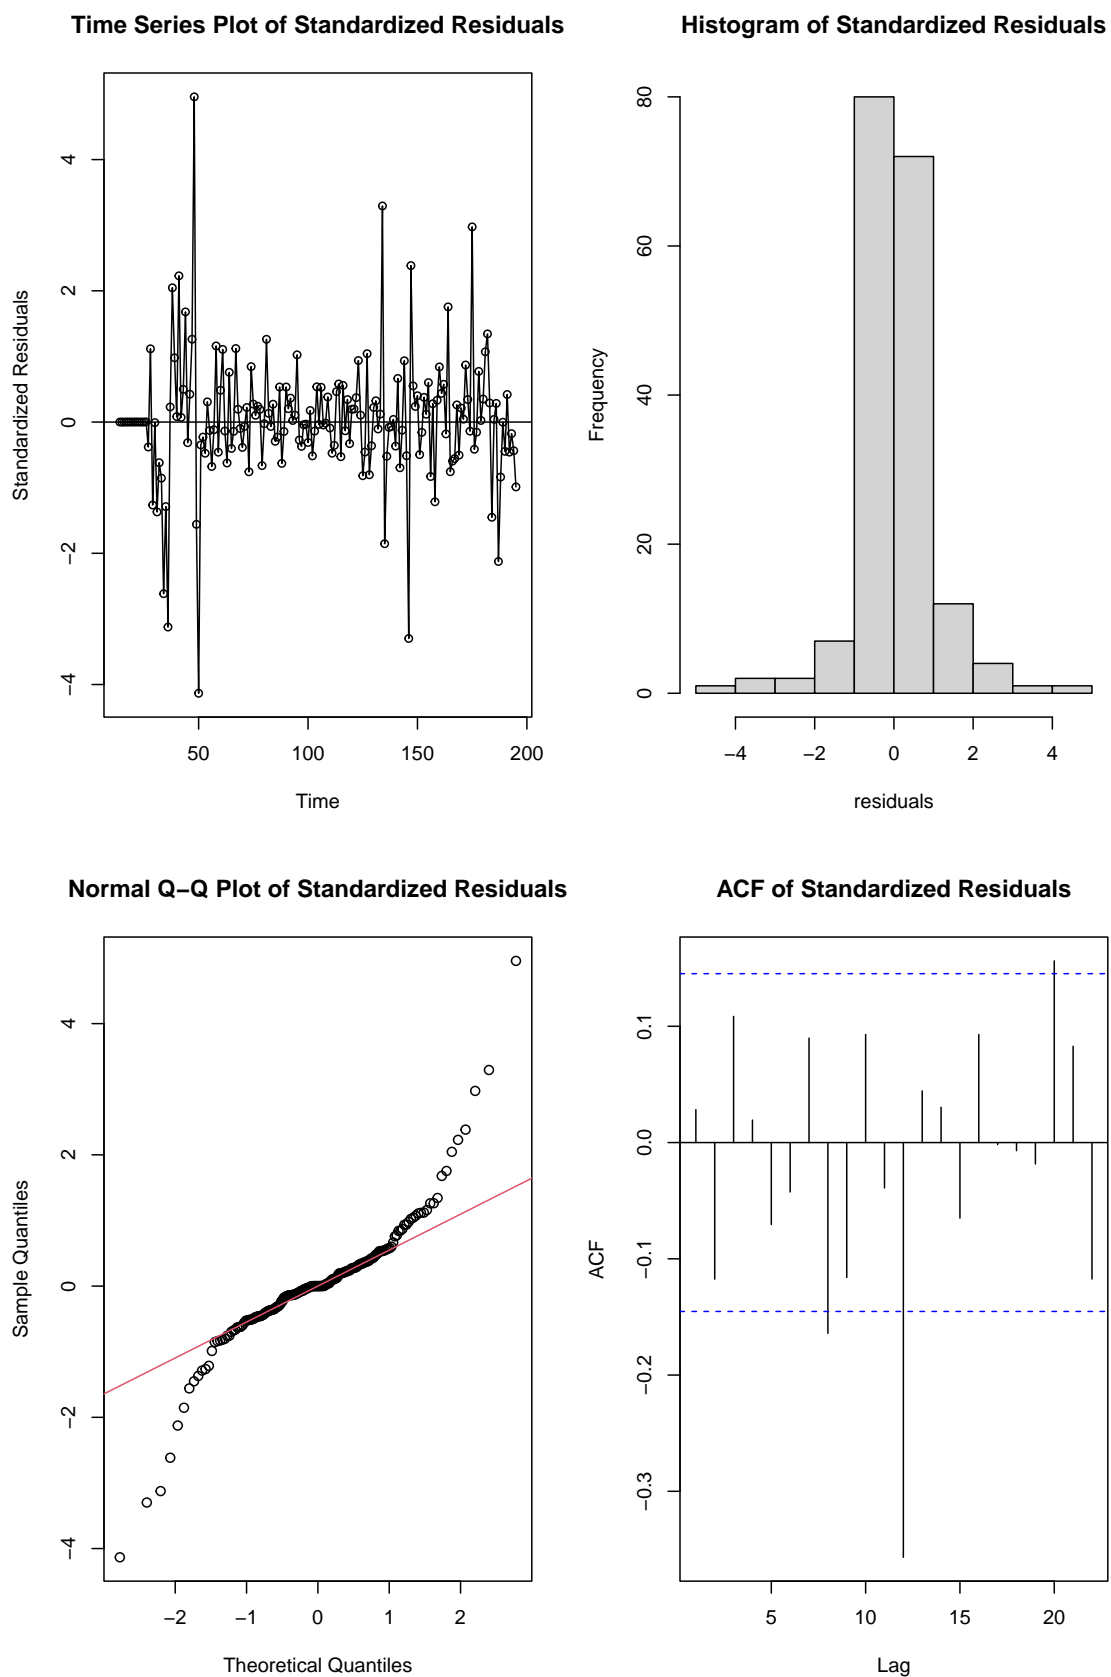 Time Series Plot of Standardized Residuals
Standardized Residuals
4
2
0
−2
−4
50 100 150 200
Time
Histogram of Standardized Residuals
Frequency
80
60
40
20
0
−4 −2 0 2 4
residuals
Normal Q−Q Plot of Standardized Residuals
Sample Quantiles
4
2
0
−2
−4
−2 −1 0 1 2
Theoretical Quantiles
ACF of Standardized Residuals
ACF
0.1
0.0
−0.1
−0.2
−0.3
5 10 15 20
Lag